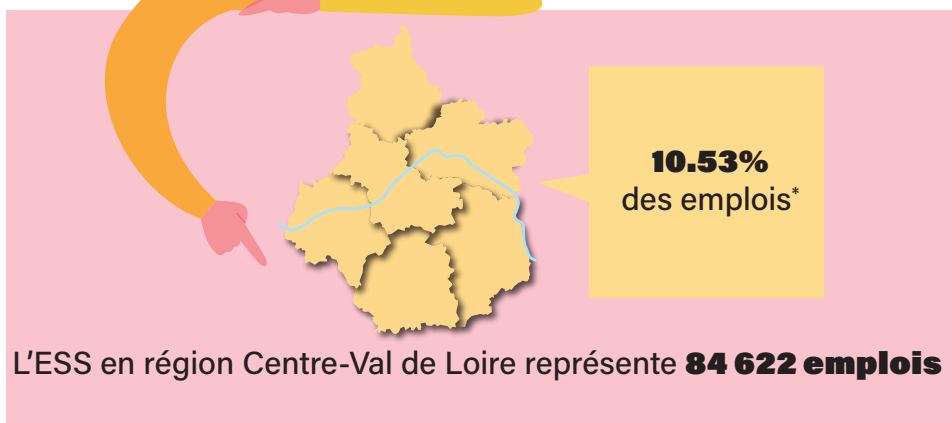 10.53%
des emplois*
L'ESS en région Centre-Val de Loire représente 84 622 emplois